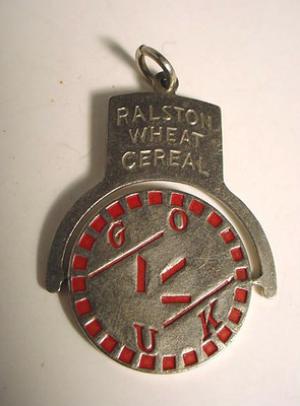 RALSTON
WHEAT
CEREAL
G O
U K